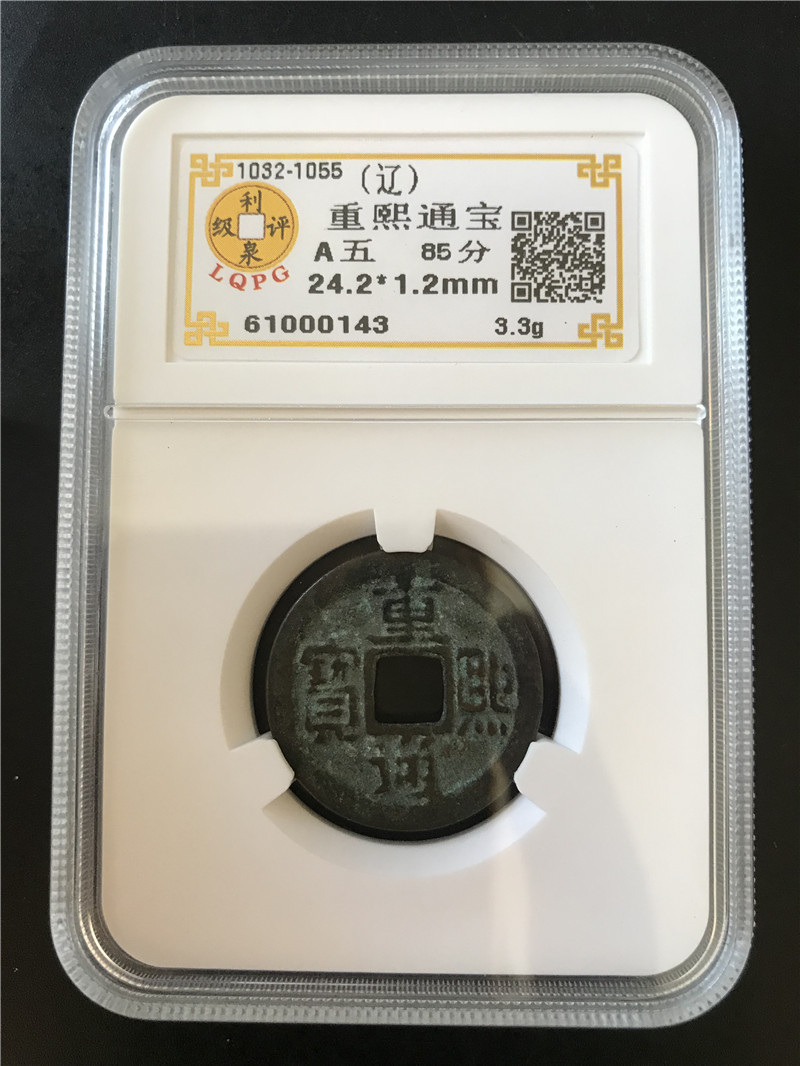 1032-1055 (辽)
利泉评级
LQPG
重熙通宝
A五 85分
24.2*1.2mm
61000143 3.3g
重熙通寳